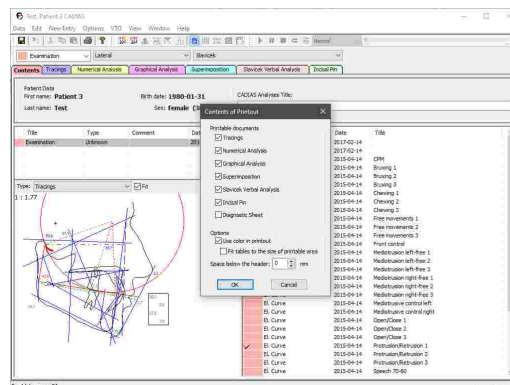 Test, Patient 3 CADIAS
Data Edit New Entry Options VTO View Window Help
Normal
Examination Lateral Slavicek
Contents Tracings Numerical Analysis Graphical Analysis Superimposition Slavicek Verbal Analysis Incisal Pin
Patient Data
First name: Patient 3 Birth date: 1980-01-31 CADIAS Analyses Title:
Last name: Test Sex: Female
Title Type Comment
Examination Unknown
Type: Tracings Fit
1 : 1.77
Contents of Printout
Printable documents
Tracings
Numerical Analysis
Graphical Analysis
Superimposition
Slavicek Verbal Analysis
Incisal Pin
Diagnostic Sheet
Options
Use color in printout
Fit tables to the size of printable area
Space below the header: 0 mm
OK Cancel
Date Title
2017-02-14
2017-02-14
2015-04-14 CPM
2015-04-14 Bruxing 1
2015-04-14 Bruxing 2
2015-04-14 Bruxing 3
2015-04-14 Chewing 1
2015-04-14 Chewing 2
2015-04-14 Chewing 3
2015-04-14 Free movements 1
2015-04-14 Free movements 2
2015-04-14 Free movements 3
2015-04-14 Front control
2015-04-14 Mediotrusion left-free 1
2015-04-14 Mediotrusion left-free 2
2015-04-14 Mediotrusion left-free 3
2015-04-14 Mediotrusion right-free 1
2015-04-14 Mediotrusion right-free 2
2015-04-14 Mediotrusion right-free 3
El. Curve 2015-04-14 Mediotrusive control left
El. Curve 2015-04-14 Mediotrusive control right
El. Curve 2015-04-14 Open/Close 1
El. Curve 2015-04-14 Open/Close 2
El. Curve 2015-04-14 Open/Close 3
El. Curve 2015-04-14 Protrusion/Retrusion 1
El. Curve 2015-04-14 Protrusion/Retrusion 2
El. Curve 2015-04-14 Protrusion/Retrusion 3
El. Curve 2015-04-14 Speech 70-60